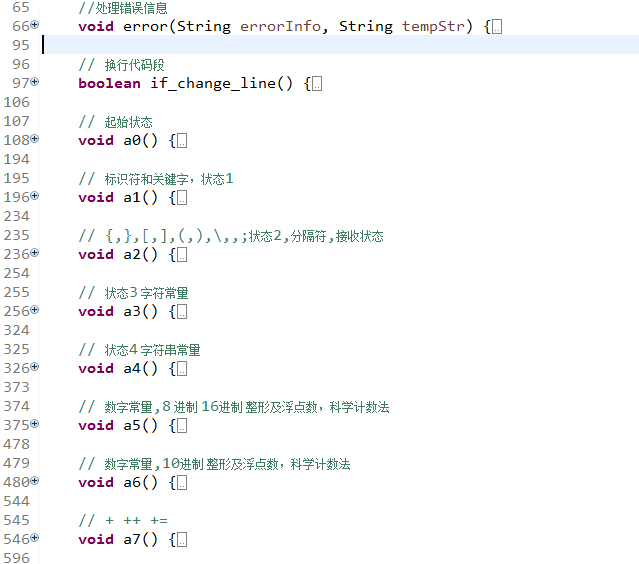 65 //处理错误信息
66 void error(String errorInfo, String tempStr) {
95
96 // 换行代码段
97 boolean if_change_line() {
106
107 // 起始状态
108 void a0() {
194
195 // 标识符和关键字，状态1
196 void a1() {
234
235 // {,},[,],(,),\,,;状态2,分隔符,接收状态
236 void a2() {
254
255 // 状态3 字符常量
256 void a3() {
324
325 // 状态4 字符串常量
326 void a4() {
373
374 // 数字常量,8 进制 16进制 整形及浮点数，科学计数法
375 void a5() {
478
479 // 数字常量,10进制 整形及浮点数，科学计数法
480 void a6() {
544
545 // + ++ +=
546 void a7() {
596